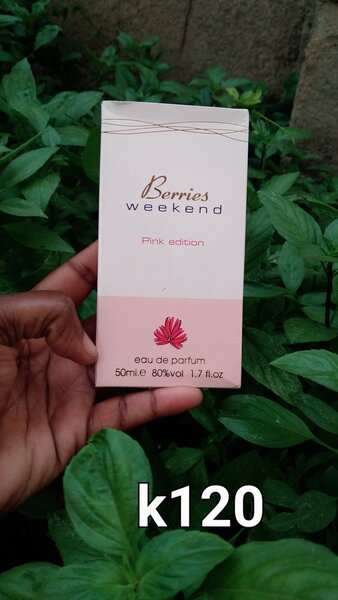 Berries
weekend
Pink edition
eau de parfum
50ml.e 80%vol 1.7 fl.oz
k120